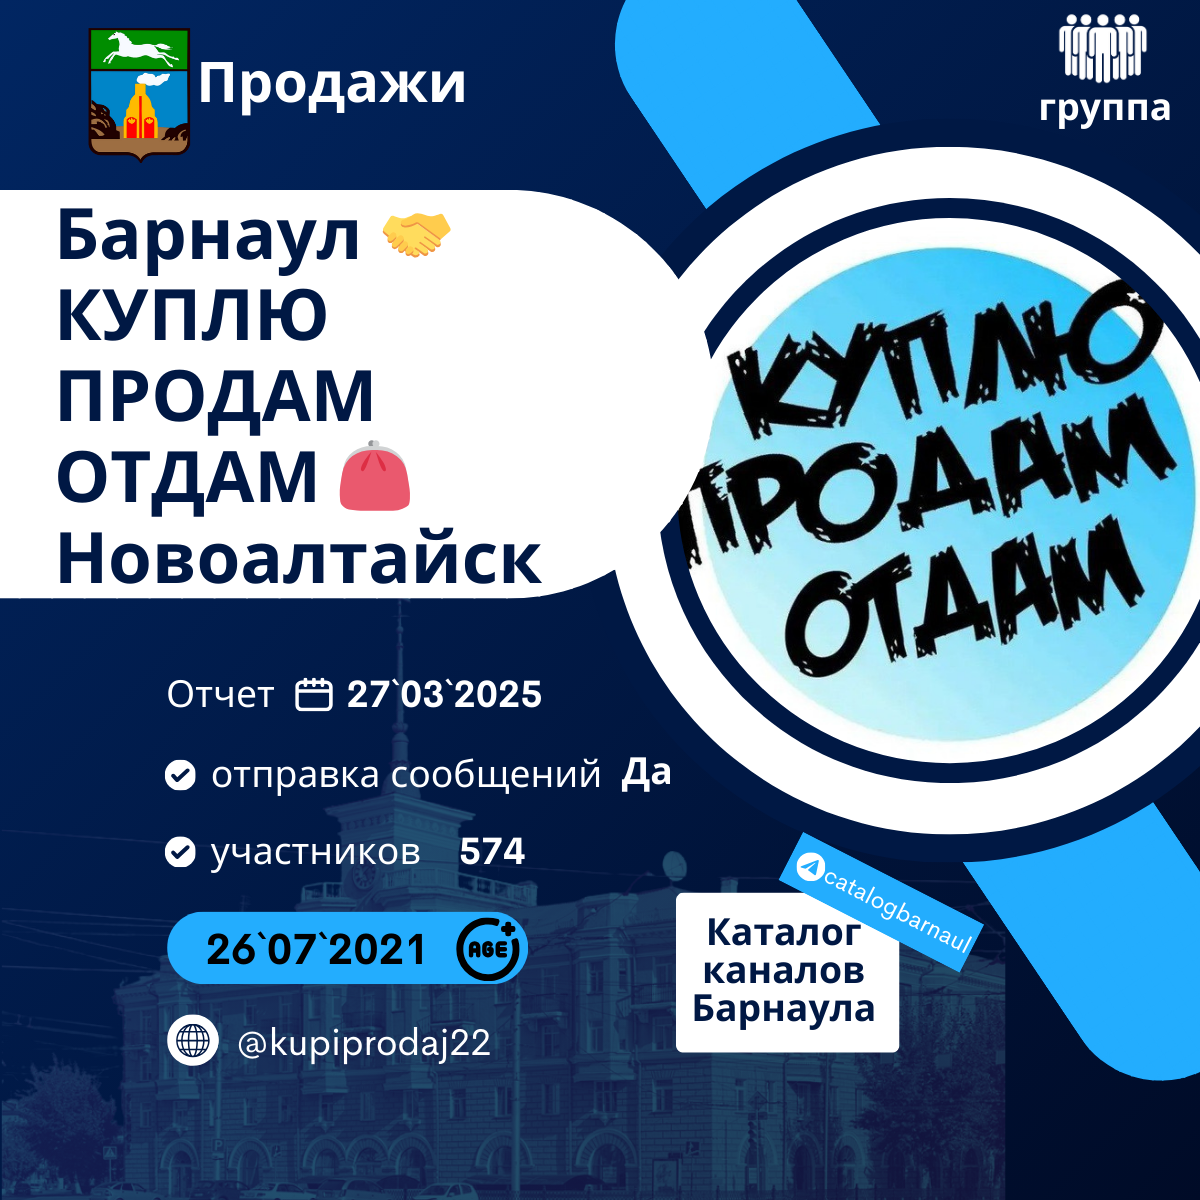 Продажи
группа
Барнаул 🤝
КУПЛЮ
ПРОДАМ
ОТДАМ 👛
Новоалтайск
КУПЛЮ
ПРОДАМ
ОТДАМ
Отчет 27`03`2025
отправка сообщений Да
участников 574
26`07`2021 AGE+
@kupiprodaj22
catalogbarnaul
Каталог
каналов
Барнаула